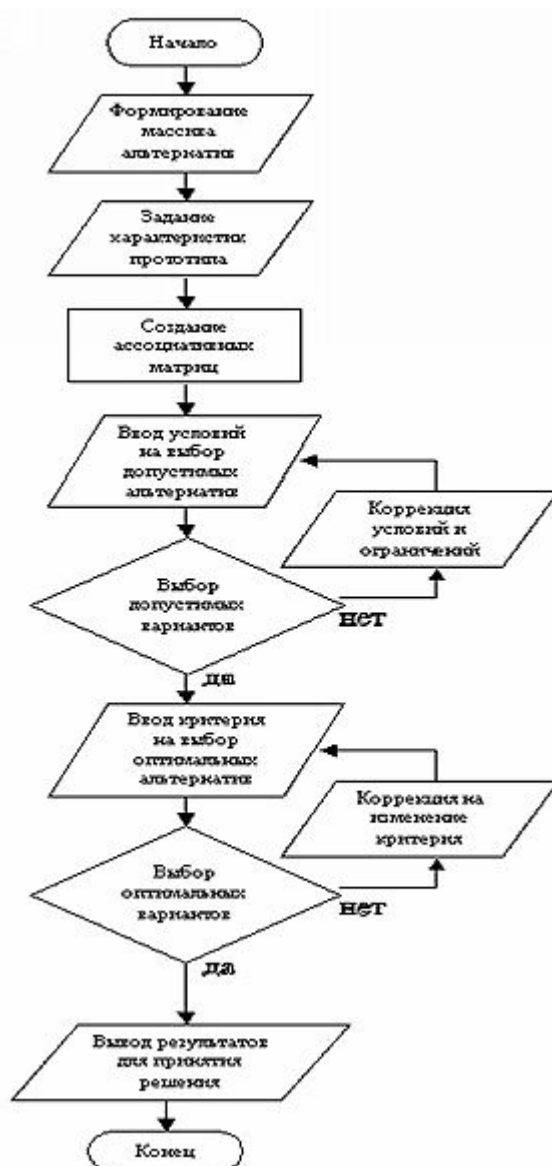 Начало
Формирование
массива
альтернатив
Задание
характеристик
прототипа
Создание
ассоциативных
матриц
Ввод условий
на выбор
допустимых
альтернатив
Коррекция
условий и
ограничений
Выбор
допустимых
вариантов
нет
да
Ввод критерия
на выбор
оптимальных
альтернатив
Коррекция на
изменение
критерия
Выбор
оптимальных
вариантов
нет
да
Выход результатов
для принятия
решения
Конец